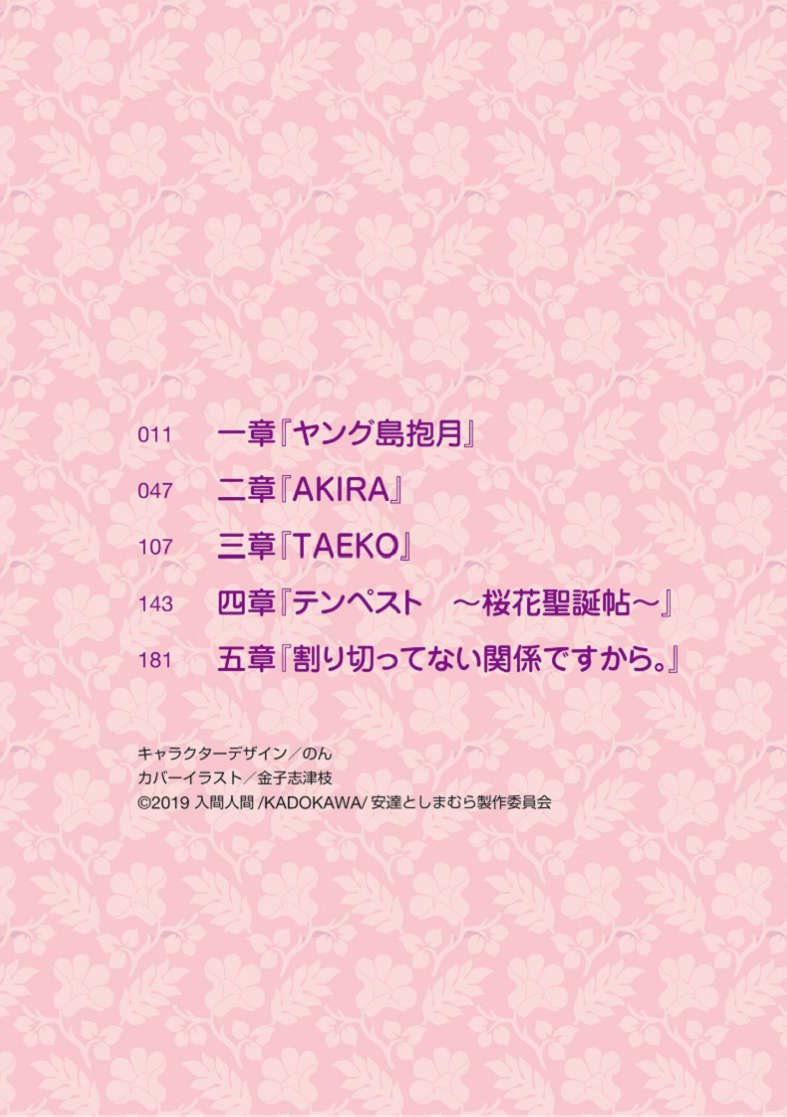 011 一章『ヤング島抱月』
047 二章『AKIRA』
107 三章『TAEKO』
143 四章『テンペスト　～桜花聖誕帖～』
181 五章『割り切ってない関係ですから。』
キャラクターデザイン／のん
カバーイラスト／金子志津枝
©2019 入間人間/KADOKAWA/安達としまむら製作委員会